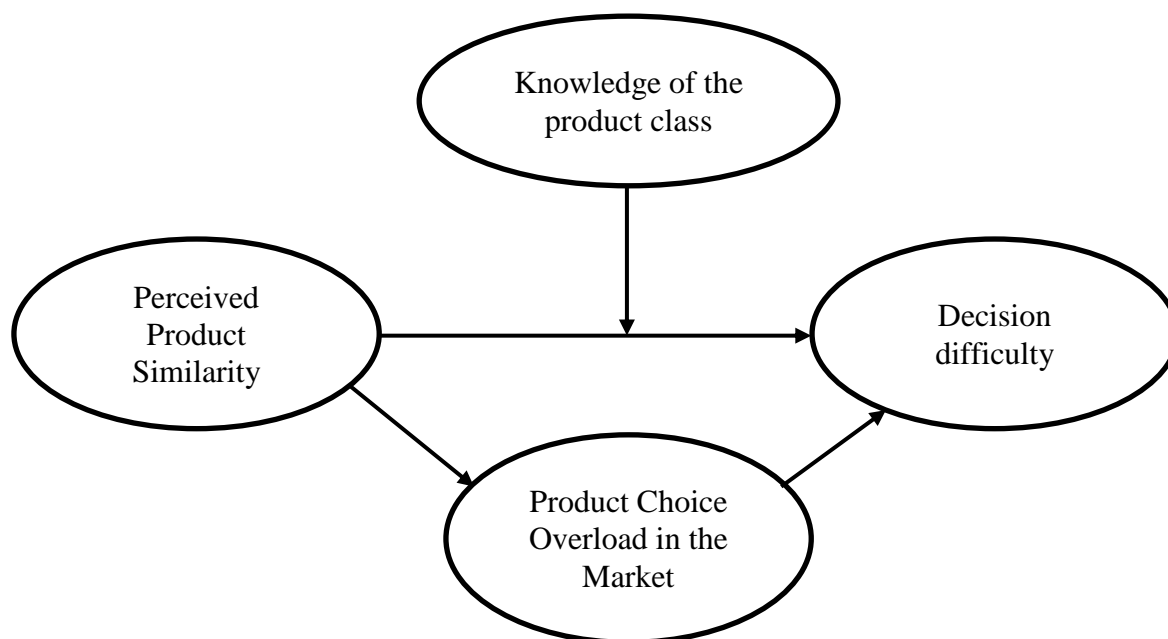 Knowledge of the
product class
Perceived
Product
Similarity
Decision
difficulty
Product Choice
Overload in the
Market